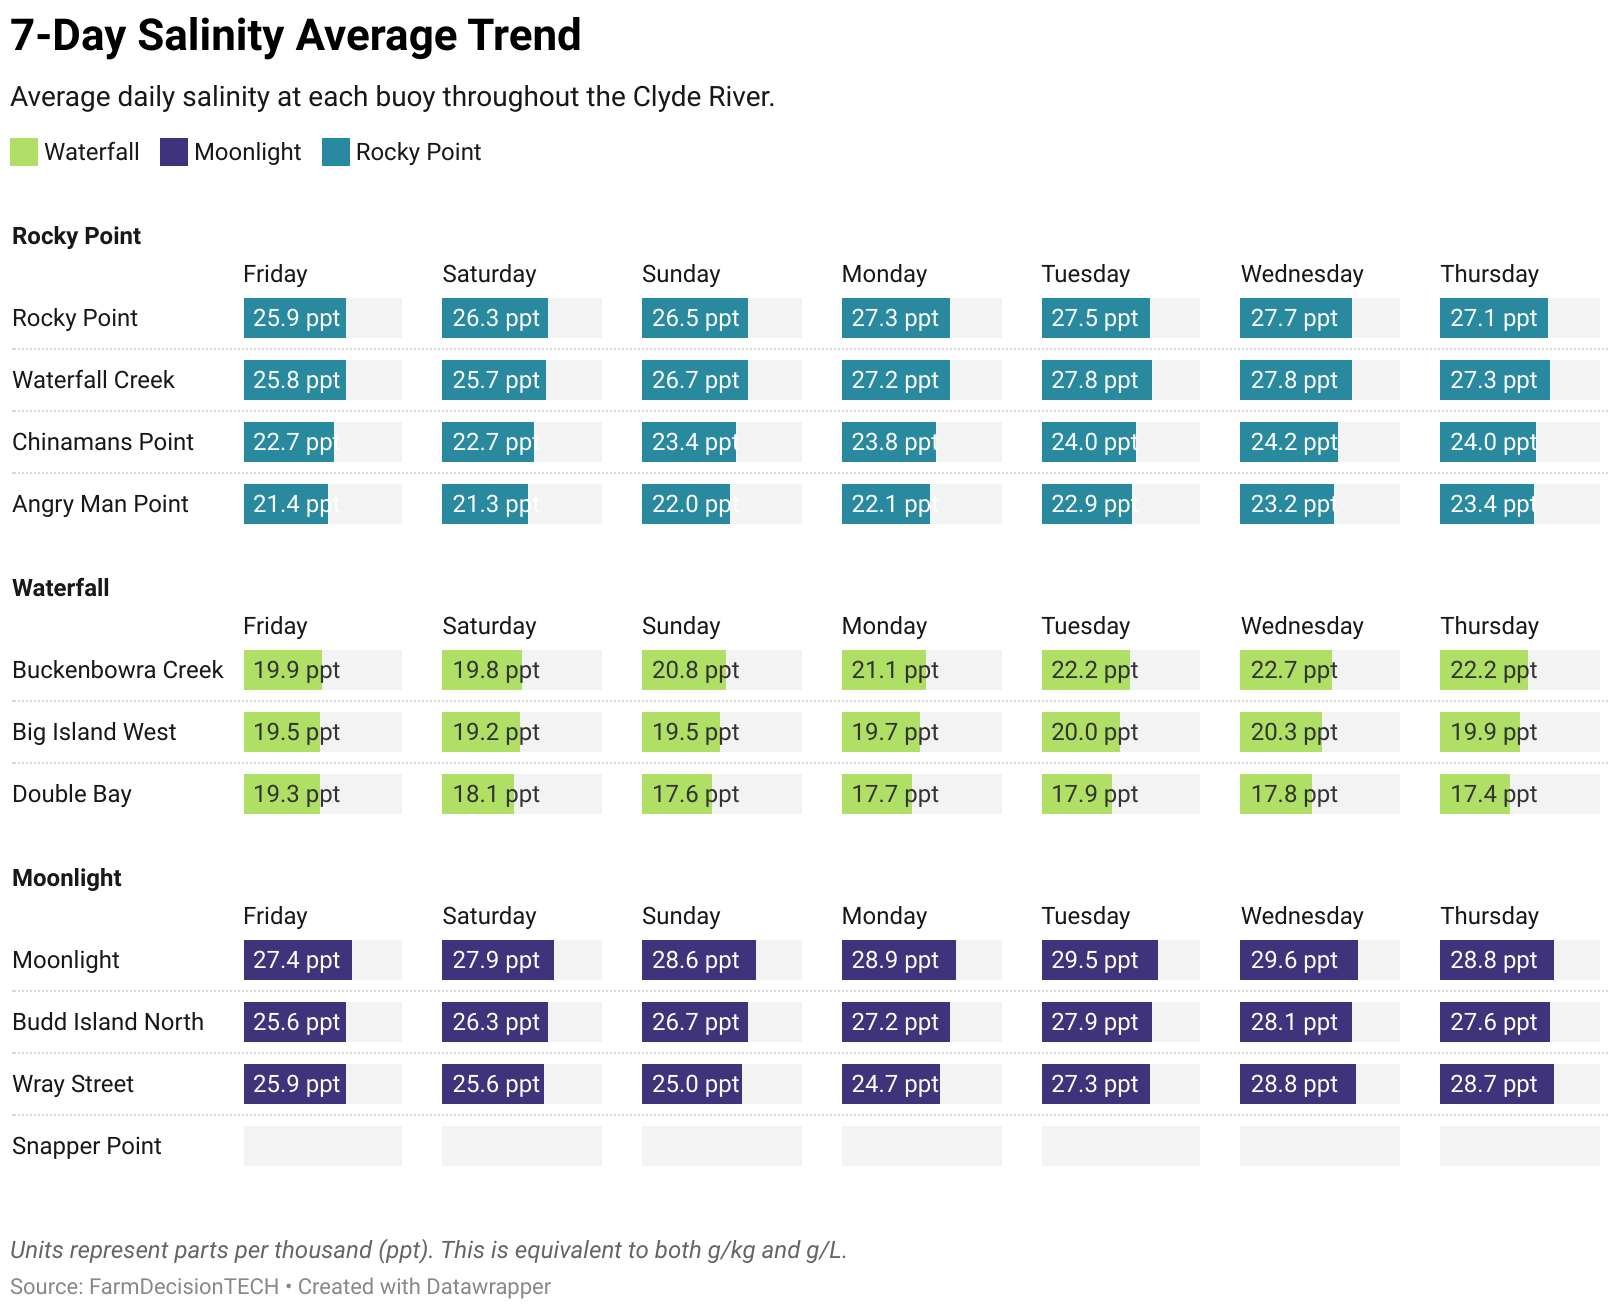 7-Day Salinity Average Trend
Average daily salinity at each buoy throughout the Clyde River.
Waterfall Moonlight Rocky Point
Rocky Point
Friday Saturday Sunday Monday Tuesday Wednesday Thursday
Rocky Point 25.9 ppt 26.3 ppt 26.5 ppt 27.3 ppt 27.5 ppt 27.7 ppt 27.1 ppt
Waterfall Creek 25.8 ppt 25.7 ppt 26.7 ppt 27.2 ppt 27.8 ppt 27.8 ppt 27.3 ppt
Chinamans Point 22.7 ppt 22.7 ppt 23.4 ppt 23.8 ppt 24.0 ppt 24.2 ppt 24.0 ppt
Angry Man Point 21.4 ppt 21.3 ppt 22.0 ppt 22.1 ppt 22.9 ppt 23.2 ppt 23.4 ppt
Waterfall
Friday Saturday Sunday Monday Tuesday Wednesday Thursday
Buckenbowra Creek 19.9 ppt 19.8 ppt 20.8 ppt 21.1 ppt 22.2 ppt 22.7 ppt 22.2 ppt
Big Island West 19.5 ppt 19.2 ppt 19.5 ppt 19.7 ppt 20.0 ppt 20.3 ppt 19.9 ppt
Double Bay 19.3 ppt 18.1 ppt 17.6 ppt 17.7 ppt 17.9 ppt 17.8 ppt 17.4 ppt
Moonlight
Friday Saturday Sunday Monday Tuesday Wednesday Thursday
Moonlight 27.4 ppt 27.9 ppt 28.6 ppt 28.9 ppt 29.5 ppt 29.6 ppt 28.8 ppt
Budd Island North 25.6 ppt 26.3 ppt 26.7 ppt 27.2 ppt 27.9 ppt 28.1 ppt 27.6 ppt
Wray Street 25.9 ppt 25.6 ppt 25.0 ppt 24.7 ppt 27.3 ppt 28.8 ppt 28.7 ppt
Snapper Point
Units represent parts per thousand (ppt). This is equivalent to both g/kg and g/L.
Source: FarmDecisionTECH • Created with Datawrapper